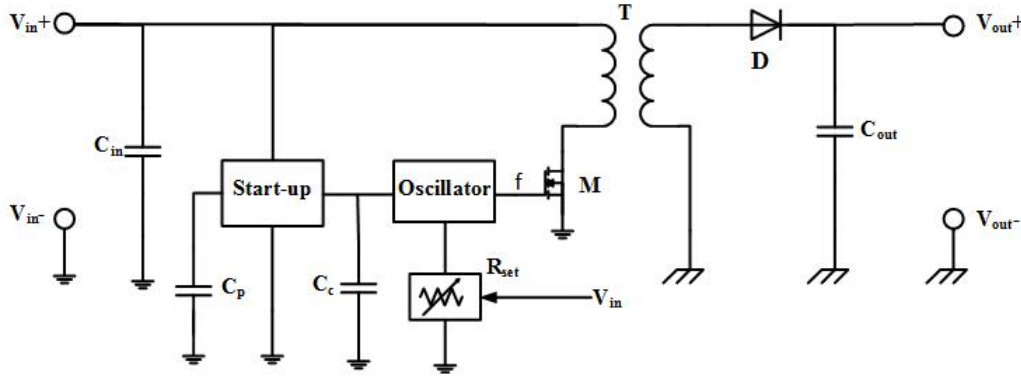 Vin+
T
Vout+
D
Cin
Cout
Start-up
Oscillator
f
M
Vin-
Vout-
Cp
Cc
Rset
Vin